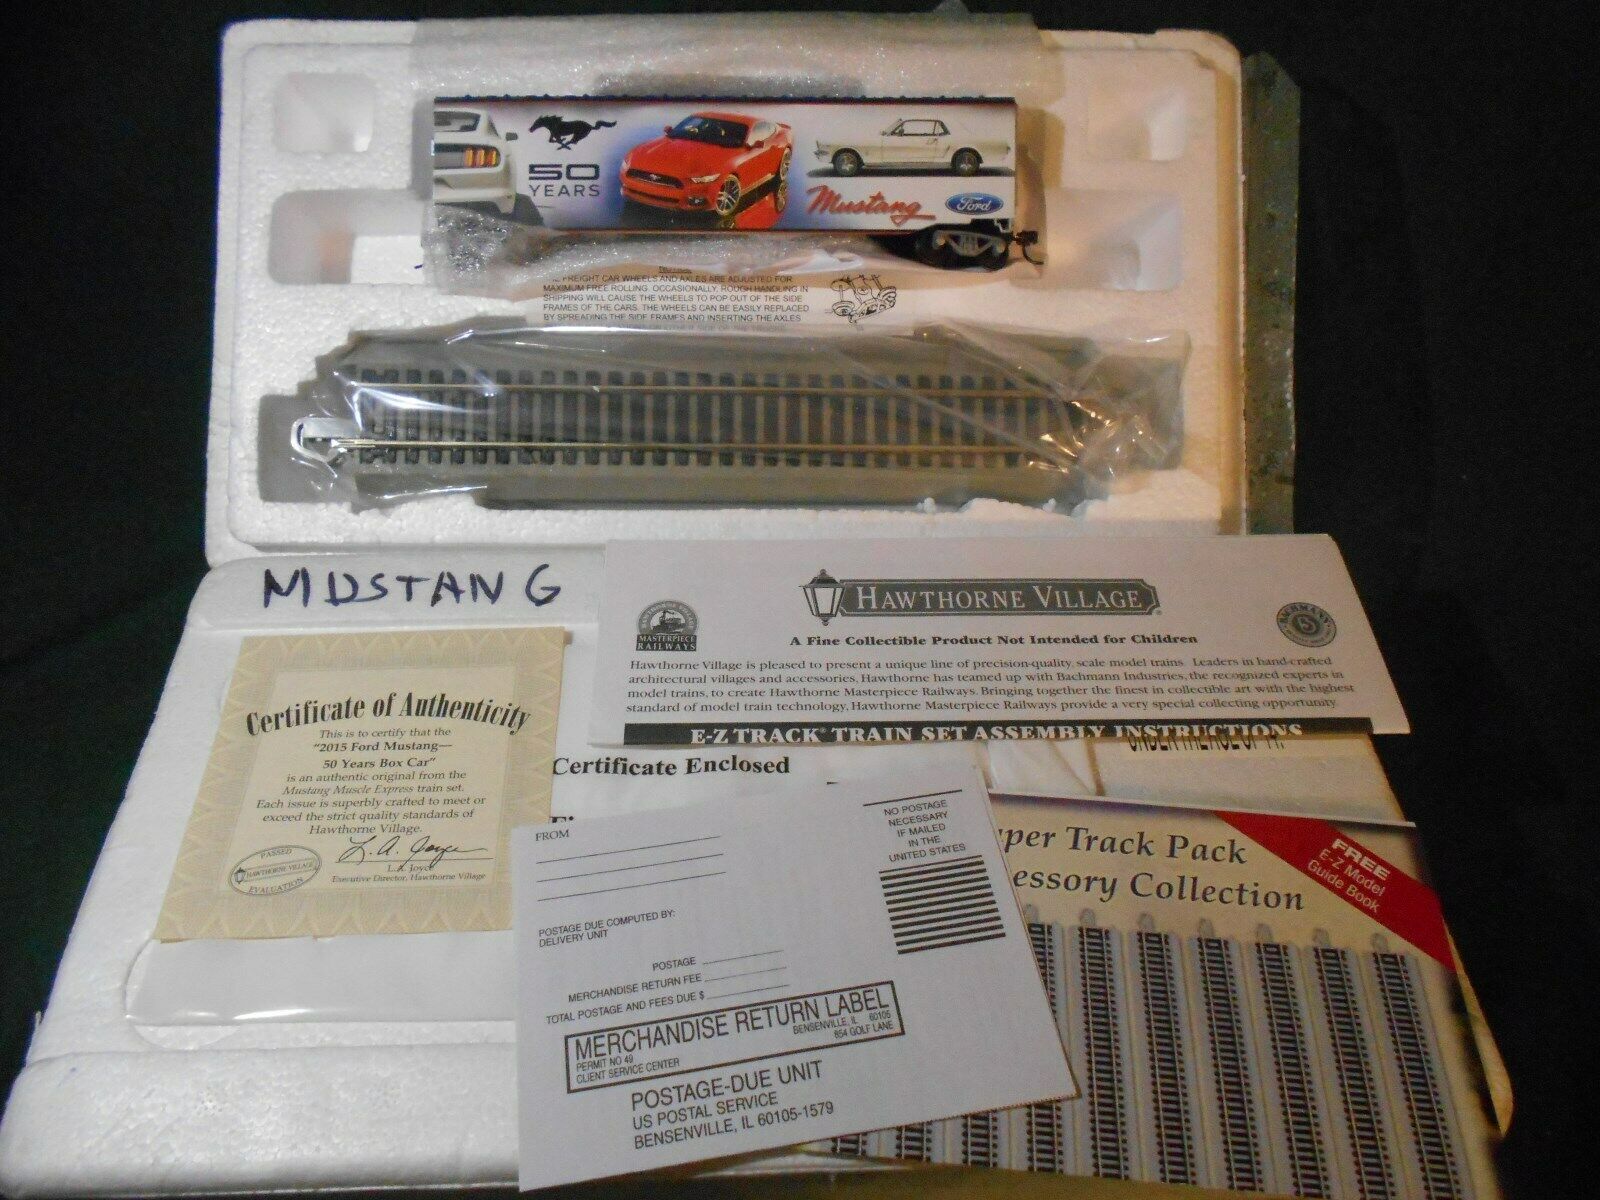 50
YEARS
Mustang
Ford
FREIGHT CAR WHEELS AND AXLES ARE ADJUSTED FOR
MAXIMUM FREE ROLLING. OCCASIONALLY, ROUGH HANDLING IN
SHIPPING WILL CAUSE THE WHEELS TO POP OUT OF THE SIDE
FRAMES OF THE CARS. THE WHEELS CAN BE EASILY REPLACED
BY SPREADING THE SIDE FRAMES AND INSERTING THE AXLES
MUSTANG
HAWTHORNE VILLAGE
MASTERPIECE
RAILWAYS
BACHMANN
A Fine Collectible Product Not Intended for Children
Hawthorne Village is pleased to present a unique line of precision-quality, scale model trains. Leaders in hand-crafted
architectural villages and accessories, Hawthorne has teamed up with Bachmann Industries, the recognized experts in
model trains, to create Hawthorne Masterpiece Railways. Bringing together the finest in collectible art with the highest
standard of model train technology, Hawthorne Masterpiece Railways provide a very special collecting opportunity.
E-Z TRACK® TRAIN SET ASSEMBLY INSTRUCTIONS
Certificate of Authenticity
This is to certify that the
"2015 Ford Mustang—
50 Years Box Car"
is an authentic original from the
Mustang Muscle Express train set.
Each issue is superbly crafted to meet or
exceed the strict quality standards of
Hawthorne Village.
L.A. Joyce
L.A. Joyce
Executive Director, Hawthorne Village
PASSED
HAWTHORNE VILLAGE
EVALUATION
Certificate Enclosed
FROM
NO POSTAGE
NECESSARY
IF MAILED
IN THE
UNITED STATES
POSTAGE DUE COMPUTED BY:
DELIVERY UNIT
POSTAGE
MERCHANDISE RETURN FEE
TOTAL POSTAGE AND FEES DUE $
MERCHANDISE RETURN LABEL
PERMIT NO 49 BENSENVILLE, IL 60105
CLIENT SERVICE CENTER 854 GOLF LANE
POSTAGE-DUE UNIT
US POSTAL SERVICE
BENSENVILLE, IL 60105-1579
per Track Pack
essory Collection
FREE
E-Z Model
Guide Book